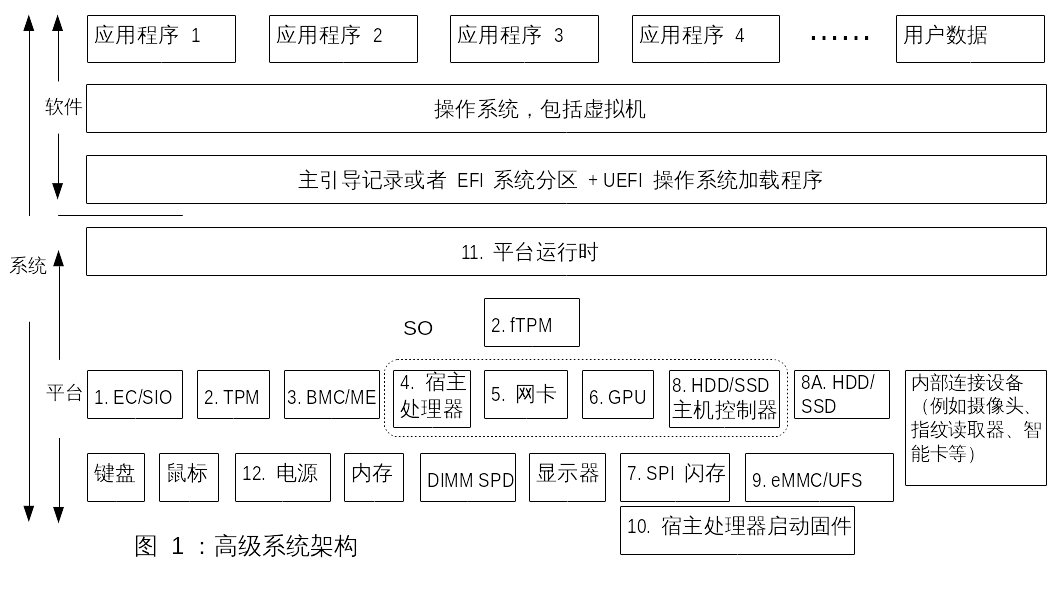 应用程序 1
应用程序 2
应用程序 3
应用程序 4
······
用户数据
软件
操作系统，包括虚拟机
主引导记录或者 EFI 系统分区 + UEFI 操作系统加载程序
系统
11. 平台运行时
SO
2. fTPM
平台
1. EC/SIO
2. TPM
3. BMC/ME
4. 宿主
处理器
5. 网卡
6. GPU
8. HDD/SSD
主机控制器
8A. HDD/
SSD
内部连接设备
（例如摄像头、
指纹读取器、智
能卡等）
键盘
鼠标
12. 电源
内存
DIMM SPD
显示器
7. SPI 闪存
9. eMMC/UFS
10. 宿主处理器启动固件
图 1 ：高级系统架构